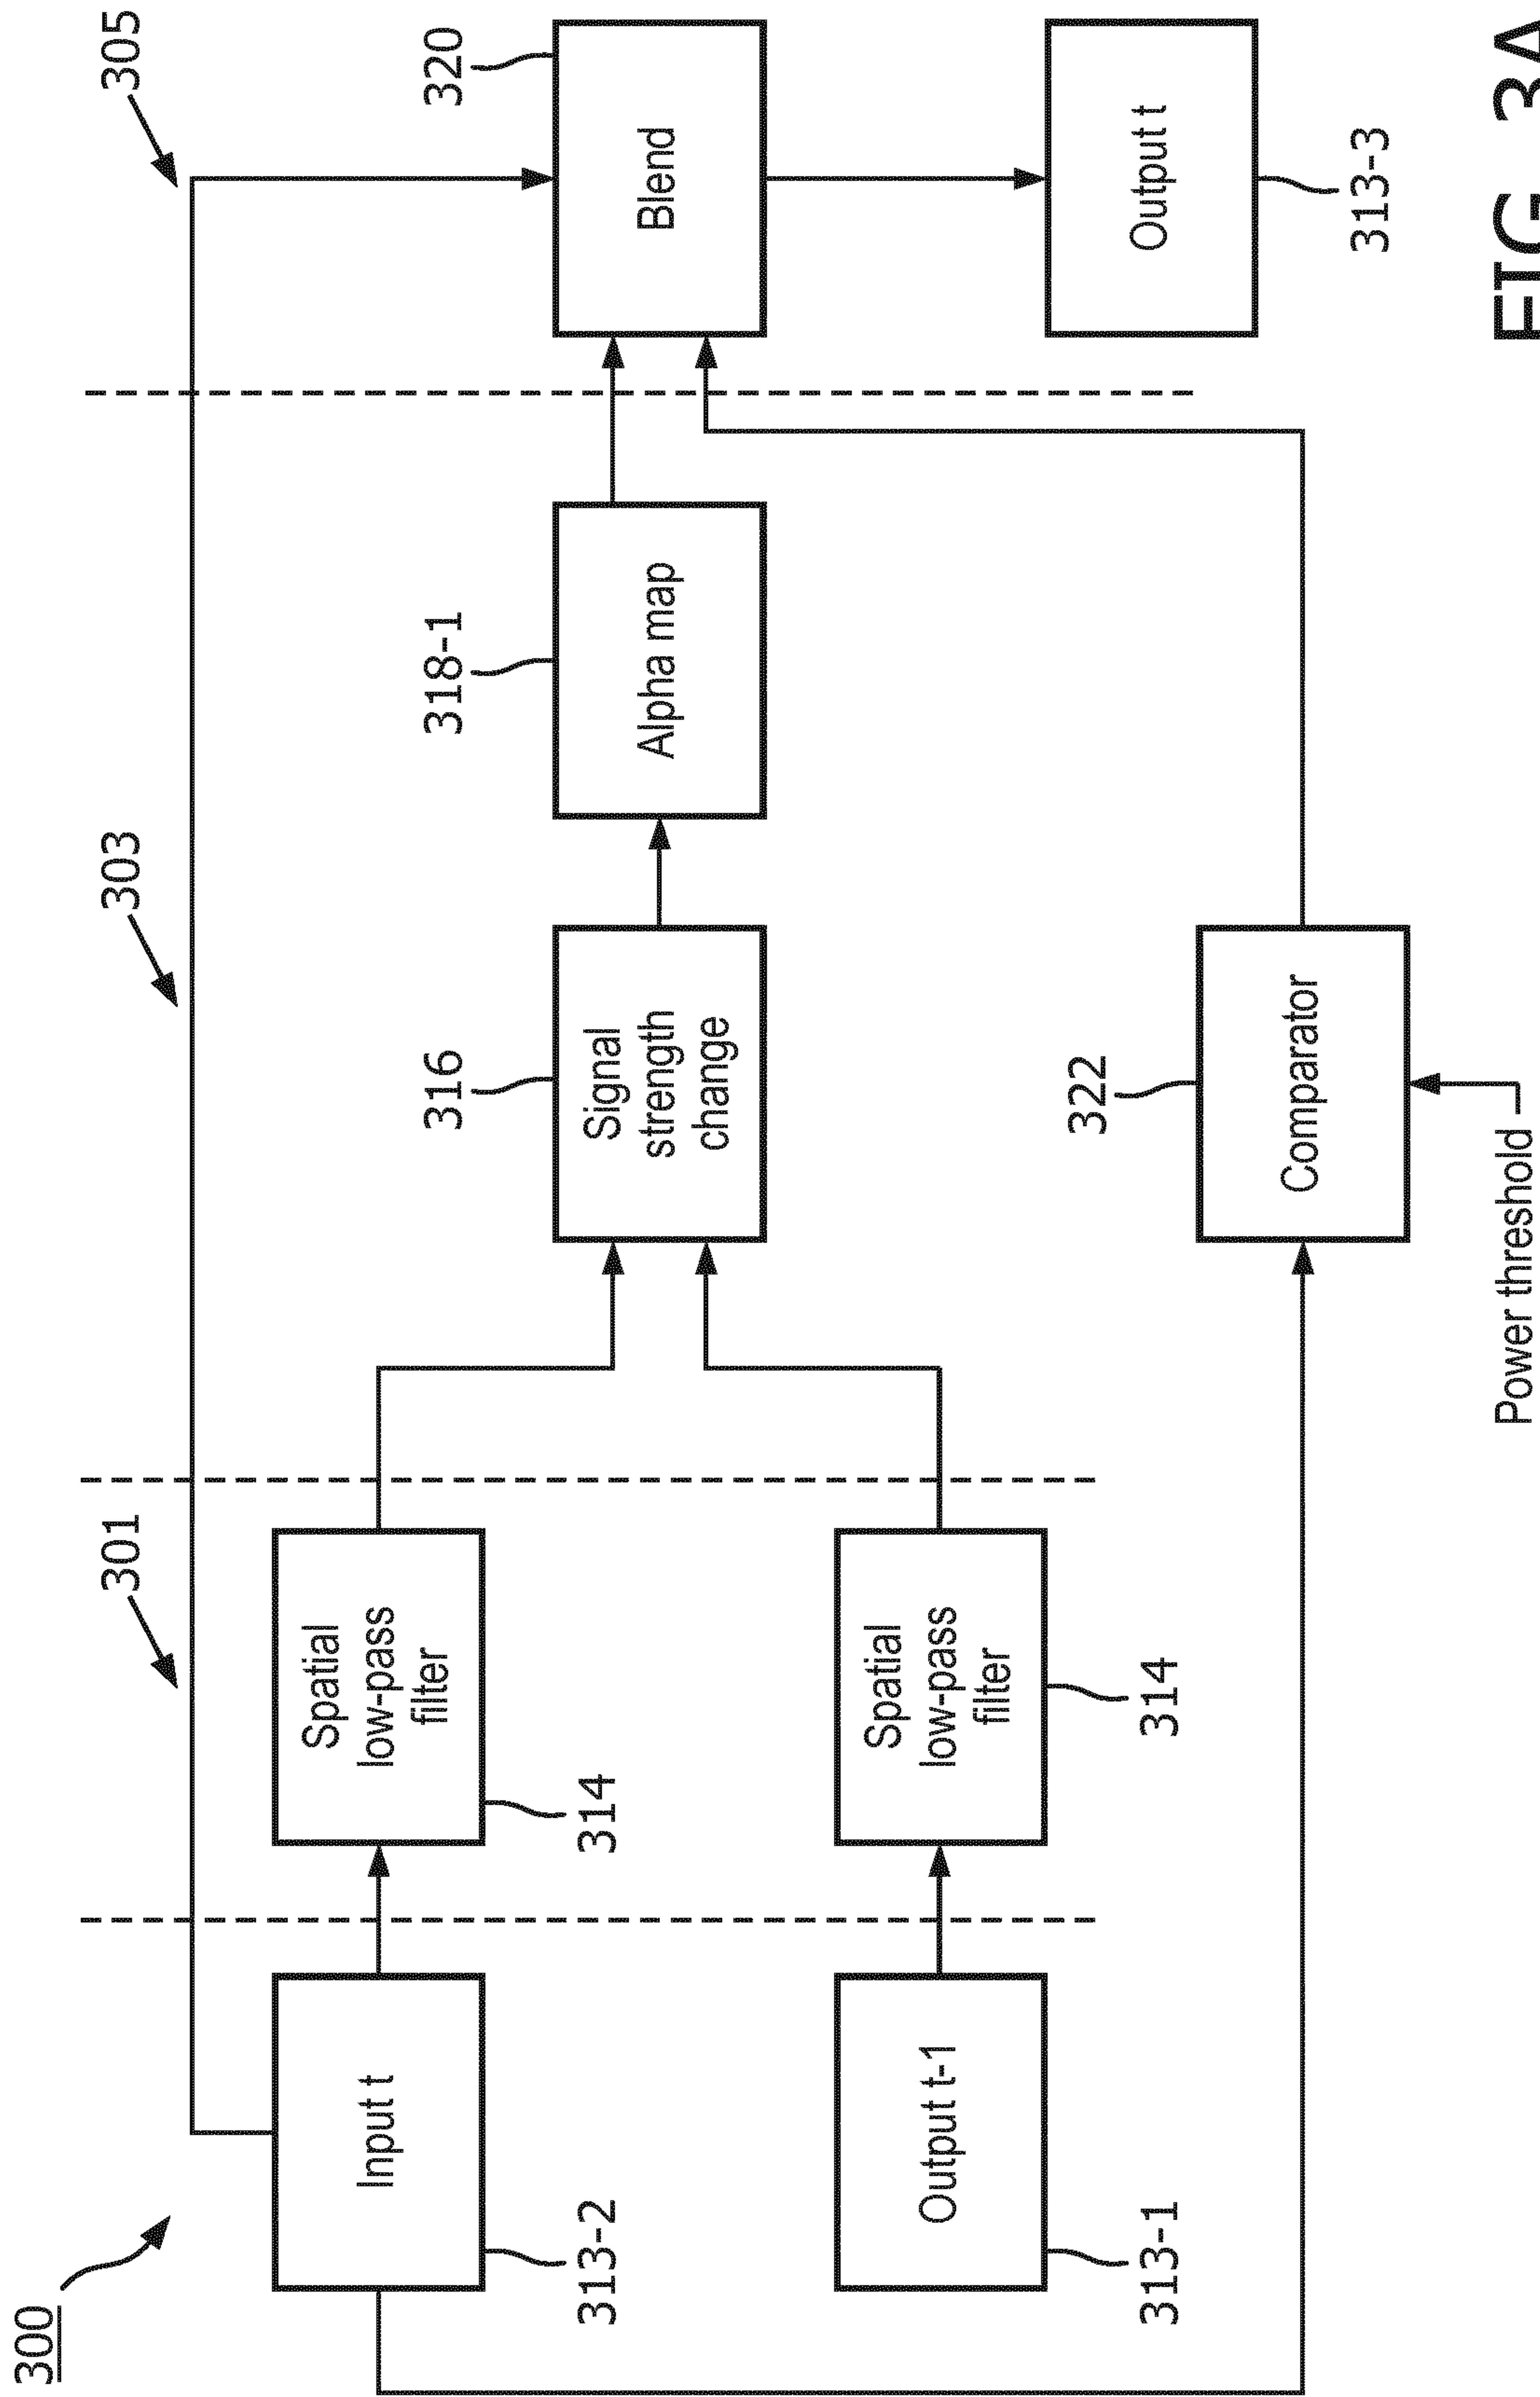 300
301
303
305
Input t
313-2
Spatial
low-pass
filter
314
Output t-1
313-1
Spatial
low-pass
filter
314
Signal
strength
change
316
Alpha map
318-1
Blend
320
Output t
313-3
Comparator
322
Power threshold
FIG. 3A